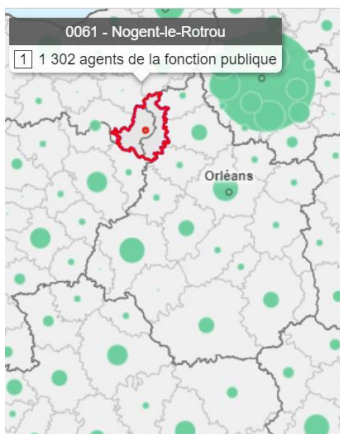 0061 - Nogent-le-Rotrou
1 1 302 agents de la fonction publique
Orléans